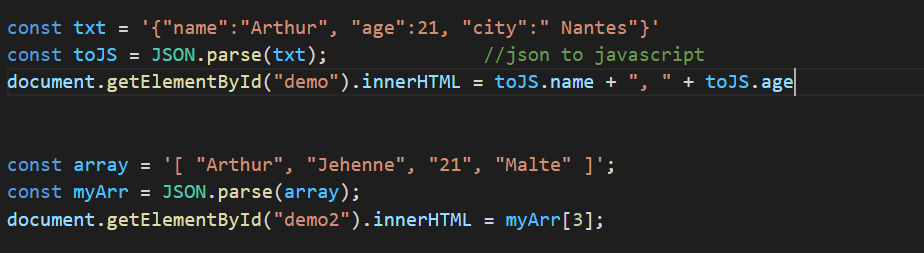 const txt = '{"name":"Arthur", "age":21, "city":" Nantes"}'
const toJS = JSON.parse(txt);                //json to javascript
document.getElementById("demo").innerHTML = toJS.name + ", " + toJS.age
const array = '[ "Arthur", "Jehenne", "21", "Malte" ]';
const myArr = JSON.parse(array);
document.getElementById("demo2").innerHTML = myArr[3];